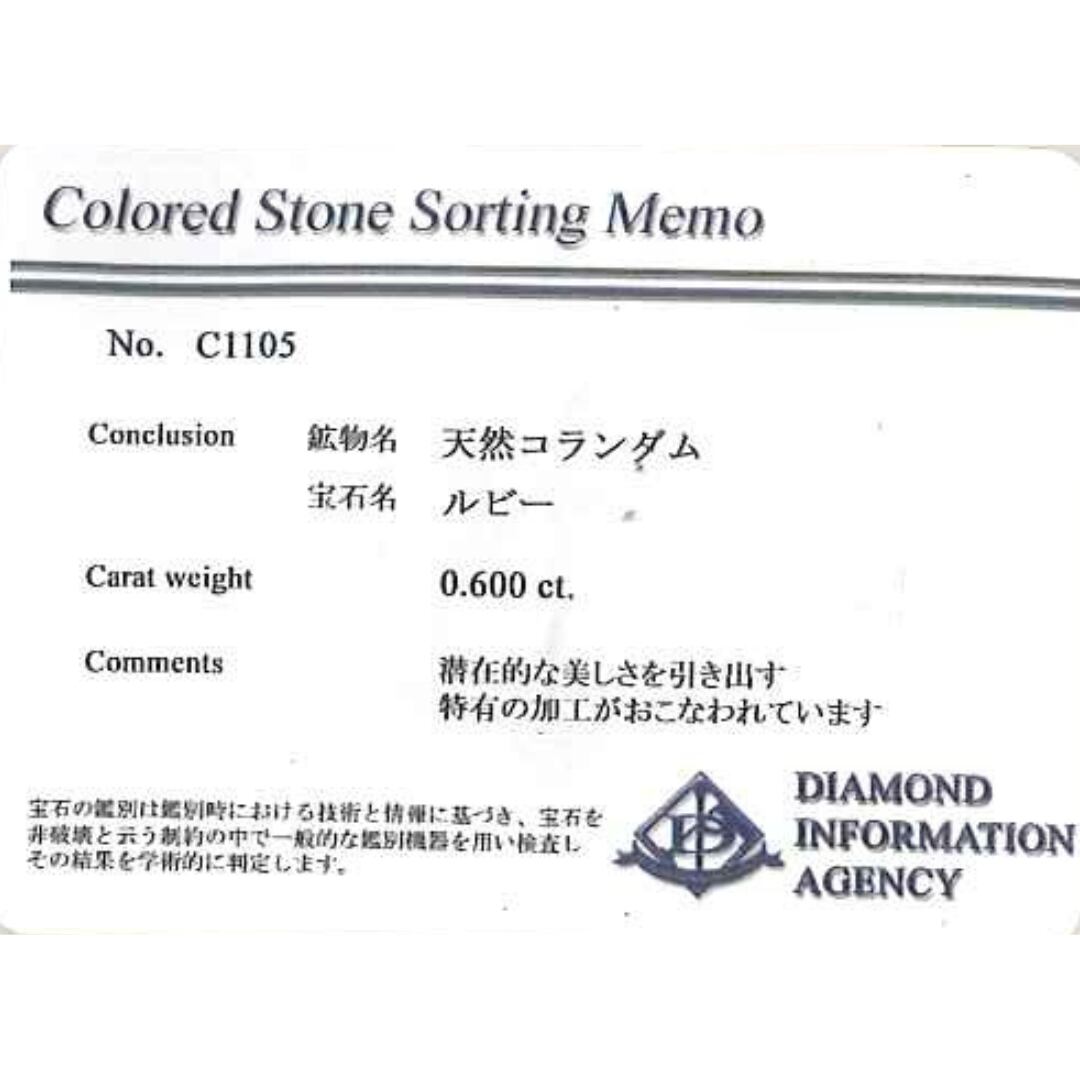 Colored Stone Sorting Memo
No. C1105
Conclusion 鉱物名 天然コランダム
宝石名 ルビー
Carat weight 0.600 ct.
Comments 潜在的な美しさを引き出す
特有の加工がおこなわれています
宝石の鑑別は鑑別時における技術と情報に基づき、宝石を
非破壊と云う制約の中で一般的な鑑別機器を用い検査し
その結果を学術的に判定します。
DIAMOND
INFORMATION
AGENCY